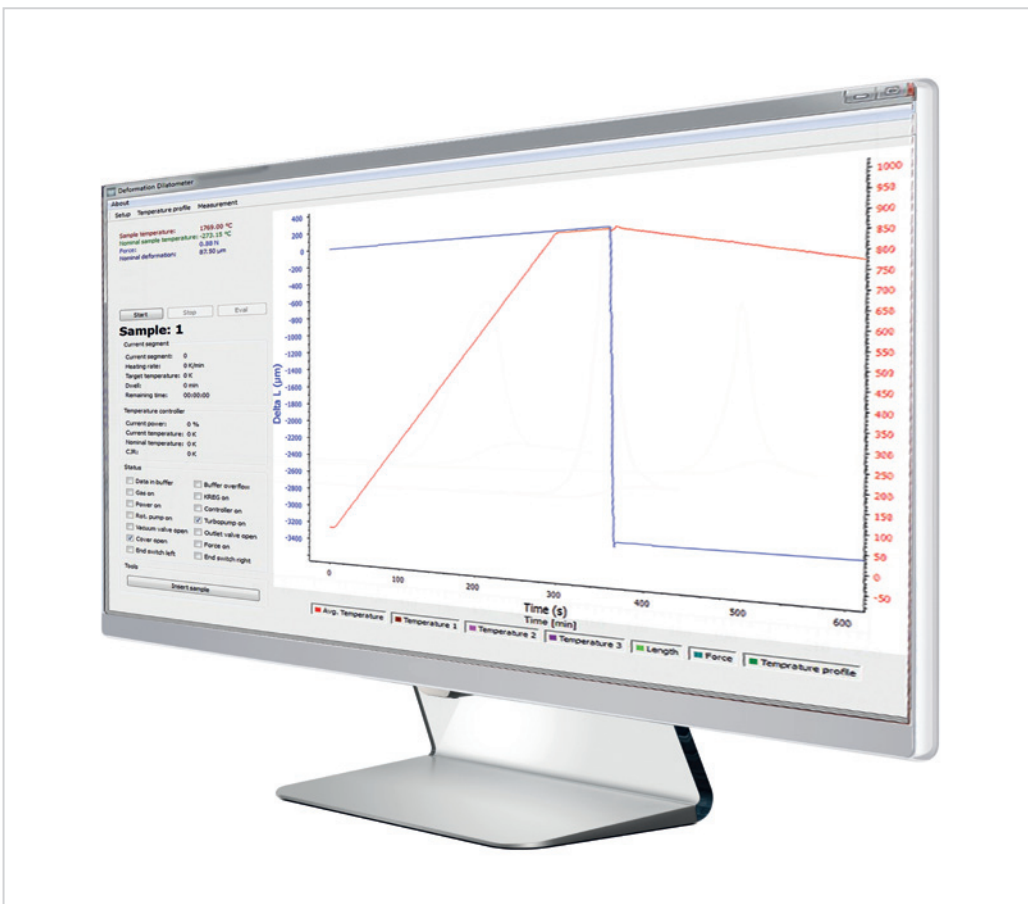 Deformation Dilatometer
About
Setup Temperature profile Measurement
Sample temperature: 1769.00 °C
Nominal sample temperature: -273.15 °C
Force: 0.00 N
Nominal deformation: 87.50 µm
Start Stop Eval
Sample: 1
Current segment
Current segment: 0
Heating rate: 0 K/min
Target temperature: 0 K
Dwell: 0 min
Remaining time: 00:00:00
Temperature controller
Current power: 0 %
Current temperature: 0 K
Nominal temperature: 0 K
CJR: 0 K
Status
Data in buffer Buffer overflow
Gas on KREG on
Power on Controller on
Rot. pump on Turbopump on
Vacuum valve open Outlet valve open
Cover open Force on
End switch left End switch right
Tools
Insert sample
Delta L (µm)
400
200
0
-200
-400
-600
-800
-1000
-1200
-1400
-1600
-1800
-2000
-2200
-2400
-2600
-2800
-3000
-3200
-3400
0 100 200 300 400 500 600
Time (s)
Time [min]
1000
950
900
850
800
750
700
650
600
550
500
450
400
350
300
250
200
150
100
50
0
-50
Avg. Temperature Temperature 1 Temperature 2 Temperature 3 Length Force Temprature profile